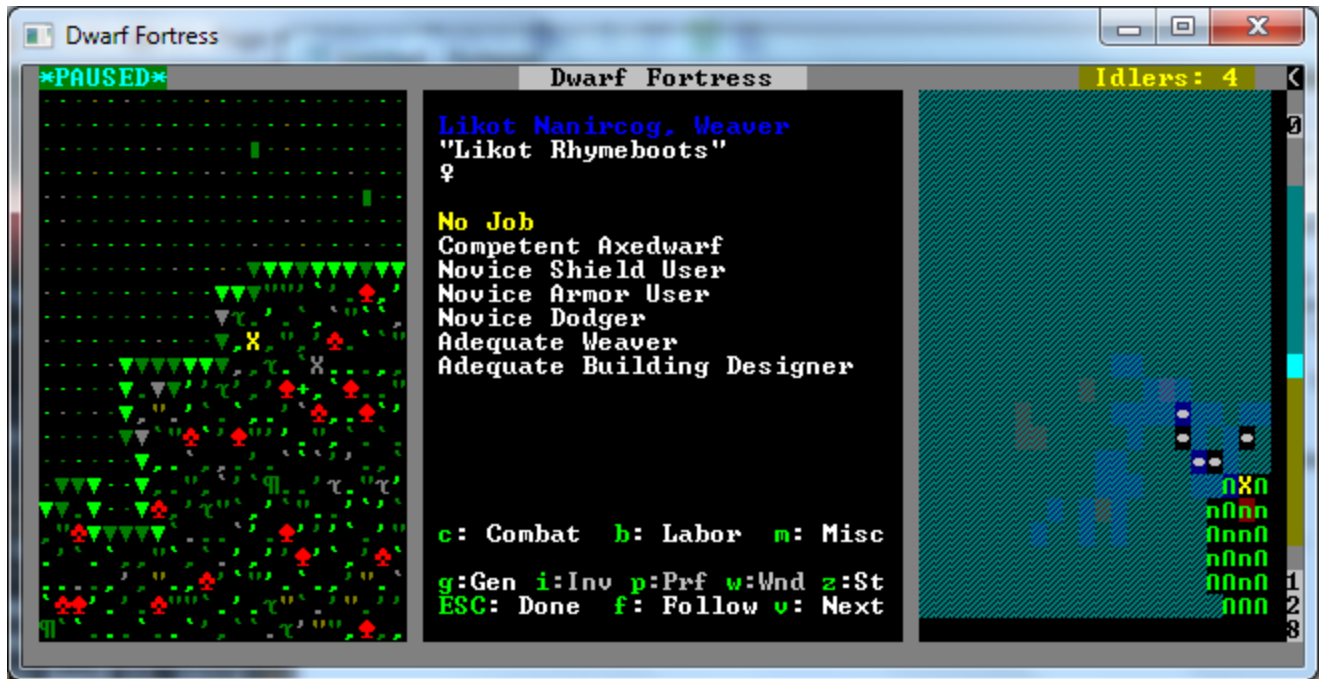 Dwarf Fortress
*PAUSED*
Dwarf Fortress
Idlers: 4
0
Likot Nanircog, Weaver
"Likot Rhymeboots"
♀
No Job
Competent Axedwarf
Novice Shield User
Novice Armor User
Novice Dodger
Adequate Weaver
Adequate Building Designer
c: Combat b: Labor m: Misc
g:Gen i:Inv p:Prf w:Wnd z:St
ESC: Done f: Follow v: Next
128